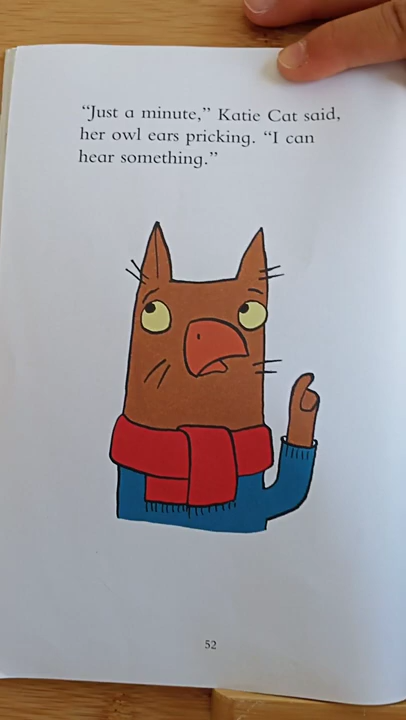 “Just a minute,” Katie Cat said,
her owl ears pricking. “I can
hear something.”
52